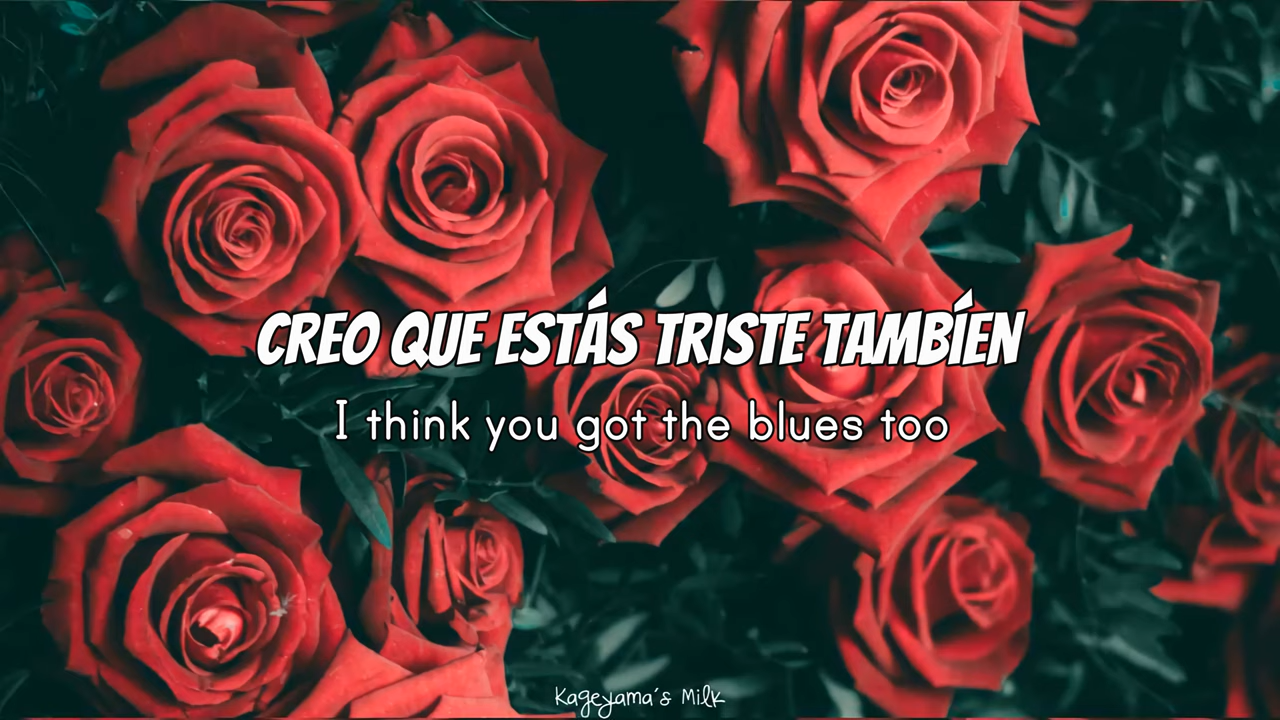 CREO QUE ESTÁS TRISTE TAMBÍEN
I think you got the blues too
Kageyama´s Milk